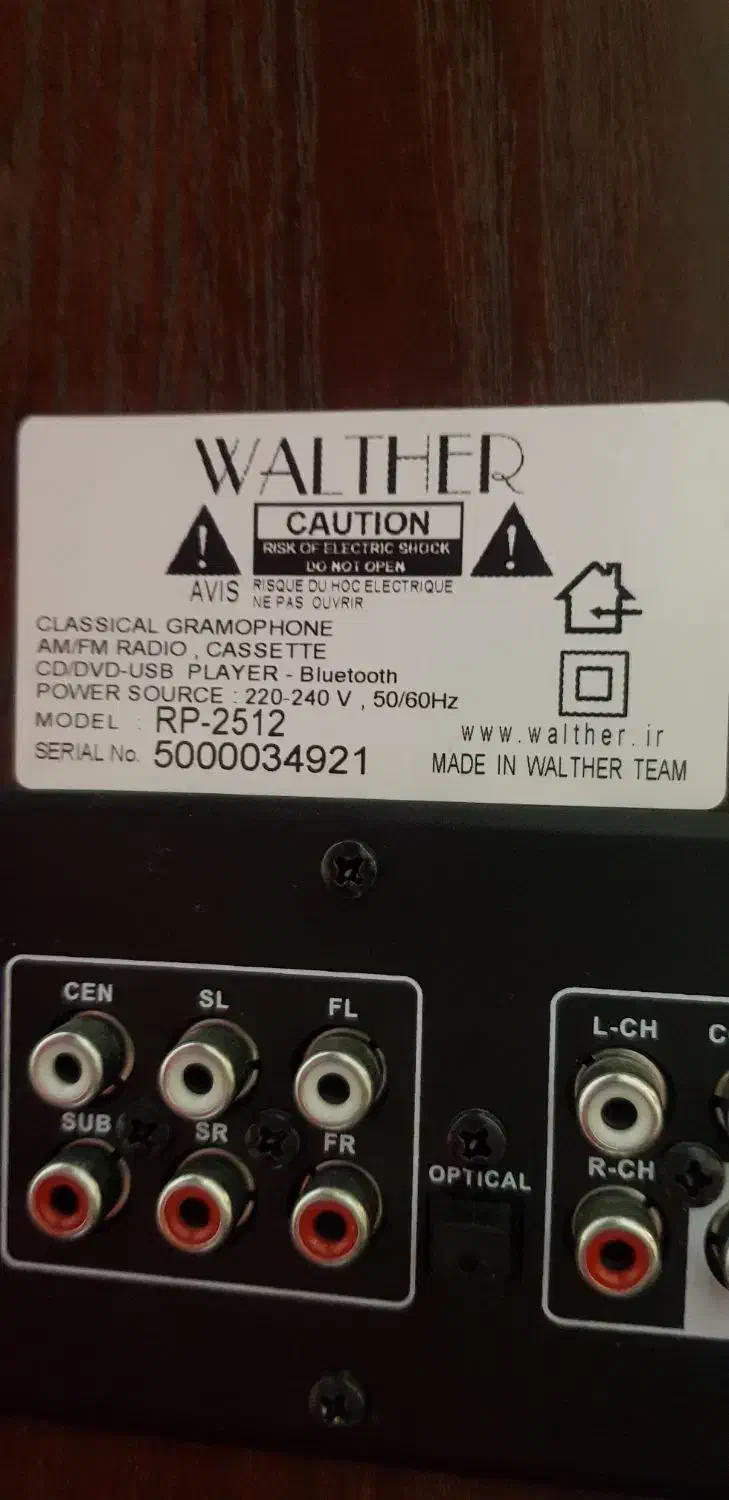 WALTHER
CAUTION
RISK OF ELECTRIC SHOCK
DO NOT OPEN
AVIS RISQUE DU HOC ELECTRIQUE
NE PAS OUVRIR
CLASSICAL GRAMOPHONE
AM/FM RADIO , CASSETTE
CD/DVD-USB PLAYER - Bluetooth
POWER SOURCE : 220-240 V , 50/60Hz
MODEL : RP-2512
SERIAL No. 5000034921
www.walther.ir
MADE IN WALTHER TEAM
CEN SL FL
SUB SR FR
OPTICAL
L-CH
R-CH